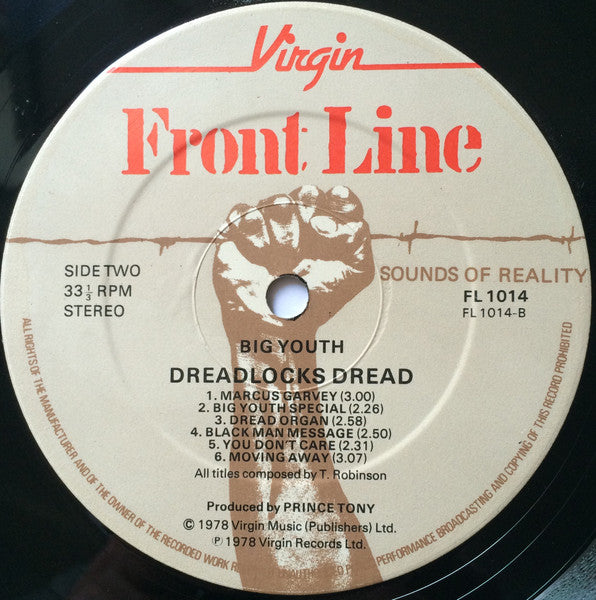 Virgin
Front Line
SIDE TWO
33 1/3 RPM
STEREO
SOUNDS OF REALITY
FL 1014
FL 1014-B
BIG YOUTH
DREADLOCKS DREAD
1. MARCUS GARVEY (3.00)
2. BIG YOUTH SPECIAL (2.26)
3. DREAD ORGAN (2.58)
4. BLACK MAN MESSAGE (2.50)
5. YOU DON'T CARE (2.31)
6. MOVING AWAY (3.07)
All titles composed by T. Robinson
Produced by PRINCE TONY
© 1978 Virgin Music (Publishers) Ltd.
℗ 1978 Virgin Records Ltd.
ALL RIGHTS OF THE MANUFACTURER AND OF THE OWNER OF THE RECORDED WORK PERFORMANCE BROADCASTING AND COPYING OF THIS RECORD PROHIBITED